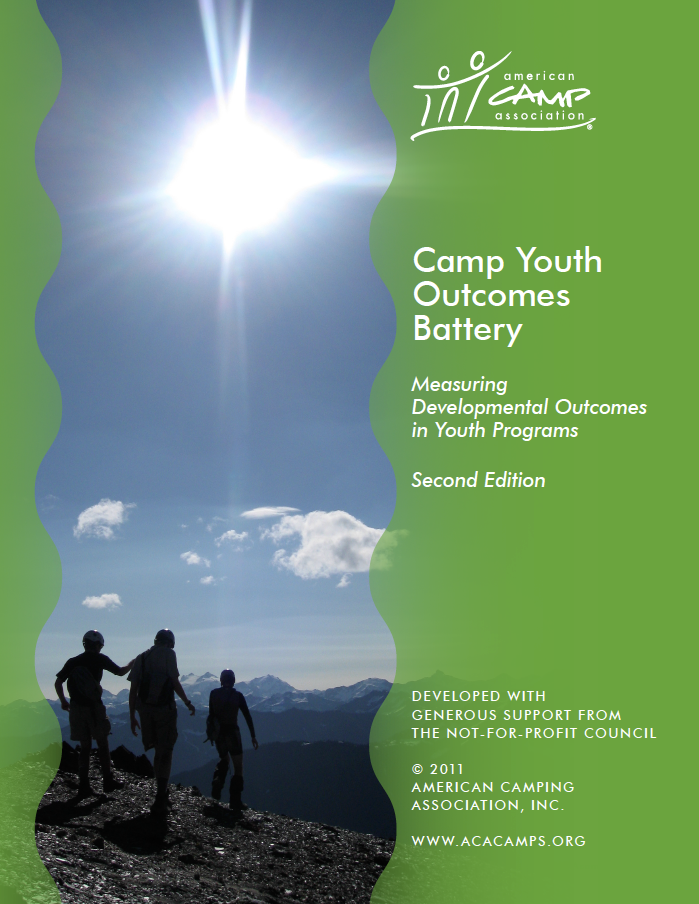 american
CAMP
association®
Camp Youth
Outcomes
Battery
Measuring
Developmental Outcomes
in Youth Programs
Second Edition
DEVELOPED WITH
GENEROUS SUPPORT FROM
THE NOT-FOR-PROFIT COUNCIL
© 2011
AMERICAN CAMPING
ASSOCIATION, INC.
WWW.ACACAMPS.ORG